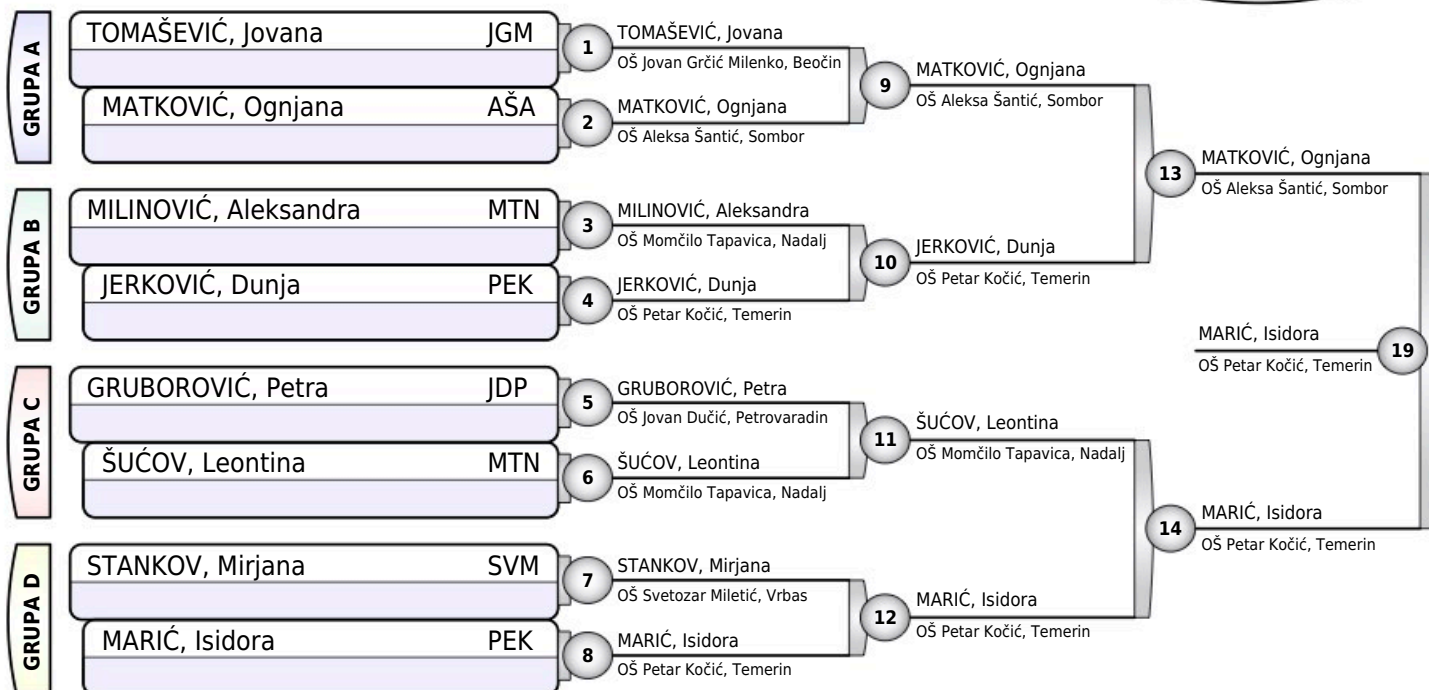 GRUPA A
TOMAŠEVIĆ, Jovana JGM
MATKOVIĆ, Ognjana AŠA
GRUPA B
MILINOVIĆ, Aleksandra MTN
JERKOVIĆ, Dunja PEK
GRUPA C
GRUBOROVIĆ, Petra JDP
ŠUĆOV, Leontina MTN
GRUPA D
STANKOV, Mirjana SVM
MARIĆ, Isidora PEK
1
TOMAŠEVIĆ, Jovana
OŠ Jovan Grčić Milenko, Beočin
2
MATKOVIĆ, Ognjana
OŠ Aleksa Šantić, Sombor
3
MILINOVIĆ, Aleksandra
OŠ Momčilo Tapavica, Nadalj
4
JERKOVIĆ, Dunja
OŠ Petar Kočić, Temerin
5
GRUBOROVIĆ, Petra
OŠ Jovan Dučić, Petrovaradin
6
ŠUĆOV, Leontina
OŠ Momčilo Tapavica, Nadalj
7
STANKOV, Mirjana
OŠ Svetozar Miletić, Vrbas
8
MARIĆ, Isidora
OŠ Petar Kočić, Temerin
9
MATKOVIĆ, Ognjana
OŠ Aleksa Šantić, Sombor
10
JERKOVIĆ, Dunja
OŠ Petar Kočić, Temerin
11
ŠUĆOV, Leontina
OŠ Momčilo Tapavica, Nadalj
12
MARIĆ, Isidora
OŠ Petar Kočić, Temerin
13
MATKOVIĆ, Ognjana
OŠ Aleksa Šantić, Sombor
14
MARIĆ, Isidora
OŠ Petar Kočić, Temerin
MARIĆ, Isidora
OŠ Petar Kočić, Temerin
19